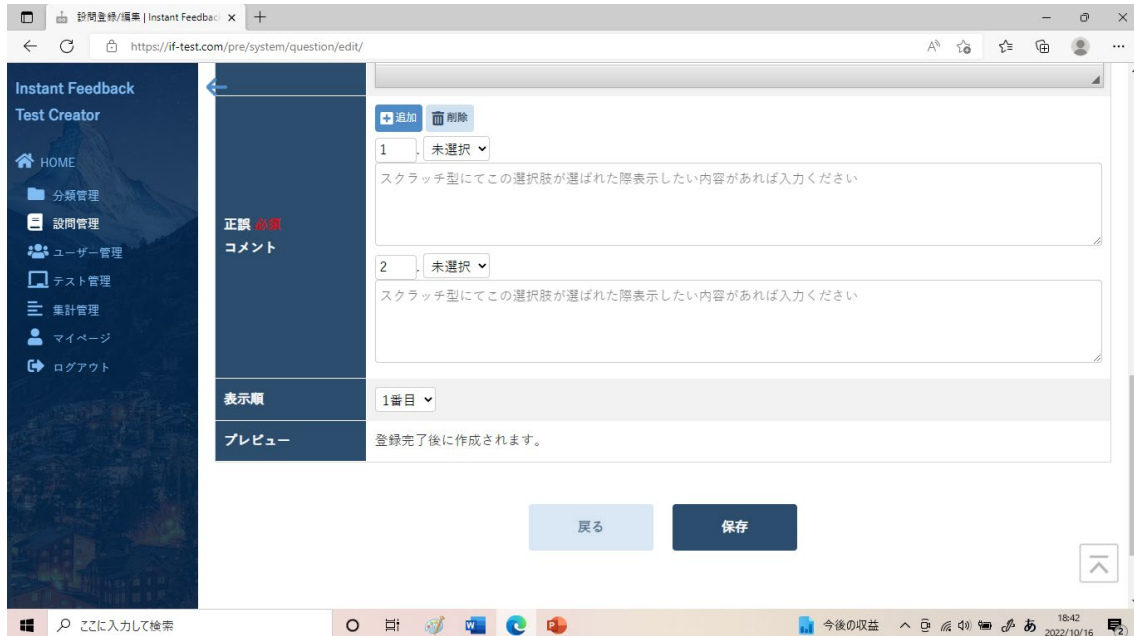 設問登録/編集 | Instant Feedbac
https://if-test.com/pre/system/question/edit/
Instant Feedback
Test Creator
HOME
分類管理
設問管理
ユーザー管理
テスト管理
集計管理
マイページ
ログアウト
追加 削除
1 . 未選択
スクラッチ型にてこの選択肢が選ばれた際表示したい内容があれば入力ください
正誤 必須
コメント
2 . 未選択
スクラッチ型にてこの選択肢が選ばれた際表示したい内容があれば入力ください
表示順 1番目
プレビュー 登録完了後に作成されます。
戻る 保存
ここに入力して検索
今後の収益
あ
18:42
2022/10/16
2